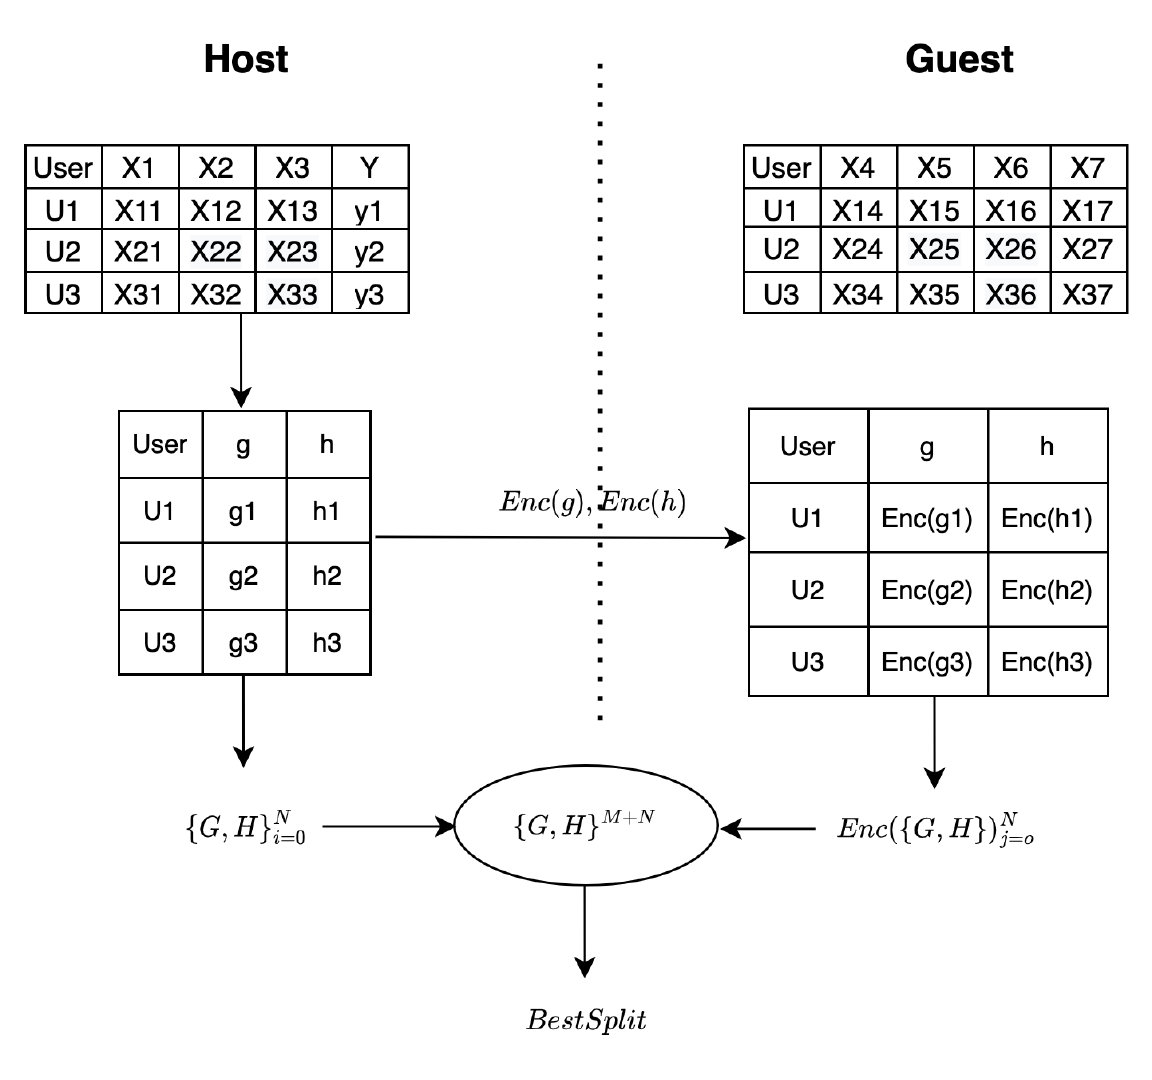 Host
Guest
User X1 X2 X3 Y
U1 X11 X12 X13 y1
U2 X21 X22 X23 y2
U3 X31 X32 X33 y3
User X4 X5 X6 X7
U1 X14 X15 X16 X17
U2 X24 X25 X26 X27
U3 X34 X35 X36 X37
User g h
U1 g1 h1
U2 g2 h2
U3 g3 h3
Enc(g), Enc(h)
User g h
U1 Enc(g1) Enc(h1)
U2 Enc(g2) Enc(h2)
U3 Enc(g3) Enc(h3)
{G, H}_{i=0}^{N}
{G, H}^{M+N}
Enc({G, H})_{j=o}^{N}
BestSplit